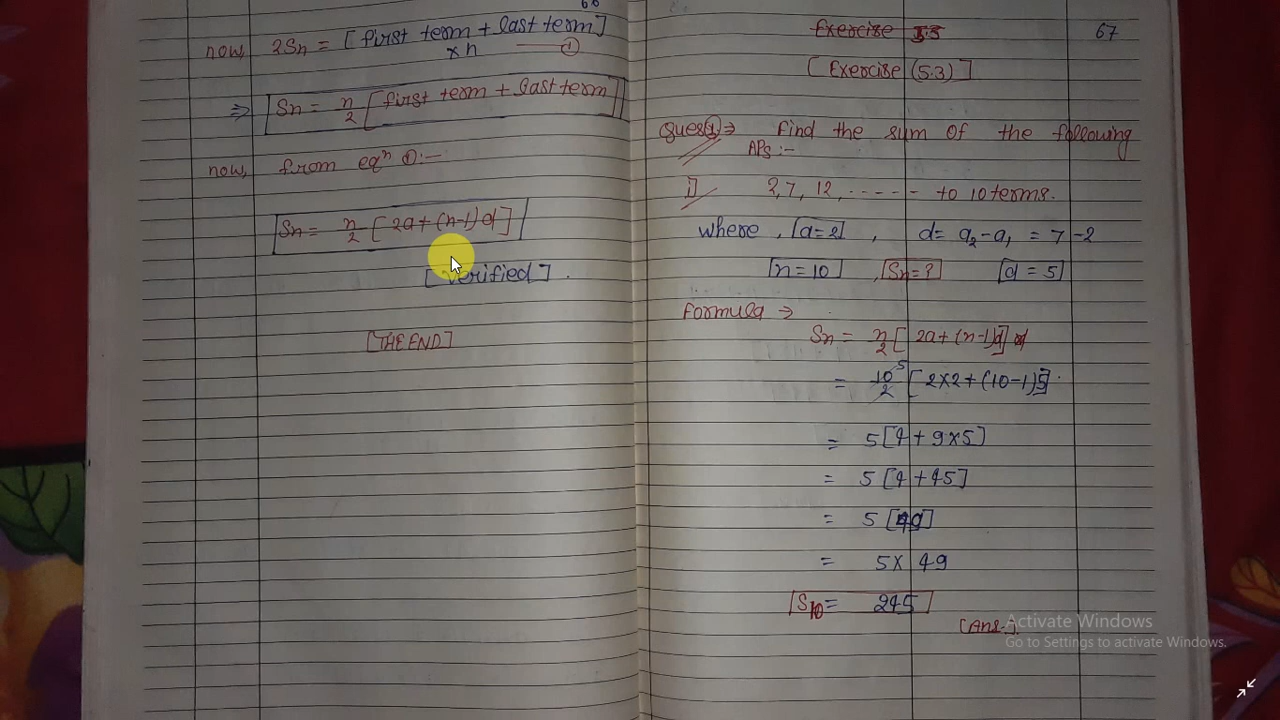 66
now, 2Sn = [first term + last term]
× n — ①
⇒ Sn = n/2 [first term + last term]
now, from eqⁿ ①:—
Sn = n/2 [2a + (n-1)d]
[verified].
[THE END]
67
Exercise 5.3
[Exercise (5.3)]
Ques① ⇒ Find the sum of the following
APs :-
i] 2, 7, 12, ------ to 10 terms.
where, [a=2], d = a₂-a₁ = 7-2
[n=10], [Sn=?] [d=5]
Formula →
Sn = n/2 [2a + (n-1)d]
= 10/2 5 [2×2 + (10-1)5]
= 5[4 + 9×5]
= 5[4 + 45]
= 5[49]
= 5× 49
S₁₀ = 245
[Ans.]
Activate Windows
Go to Settings to activate Windows.